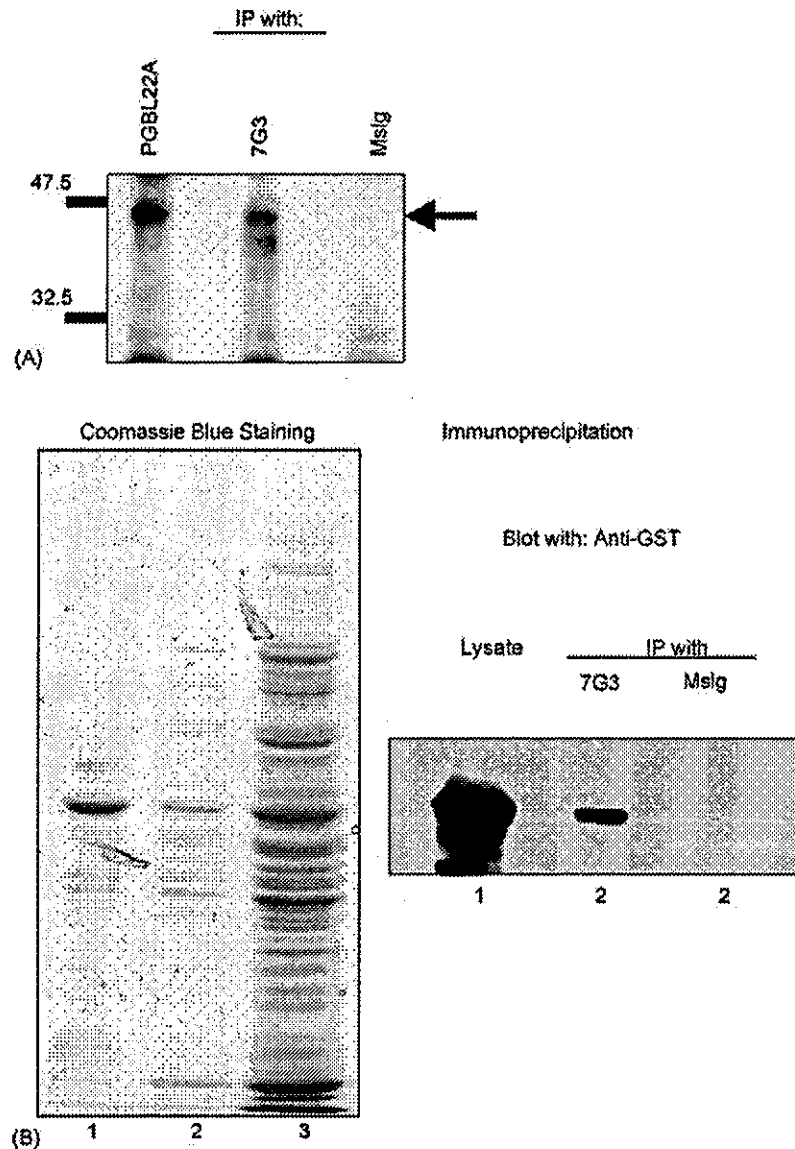 IP with:
PGBL22A
7G3
MsIg
47.5
32.5
(A)
Coomassie Blue Staining
Immunoprecipitation
Blot with: Anti-GST
Lysate
IP with
7G3
MsIg
1
2
2
(B)
1
2
3